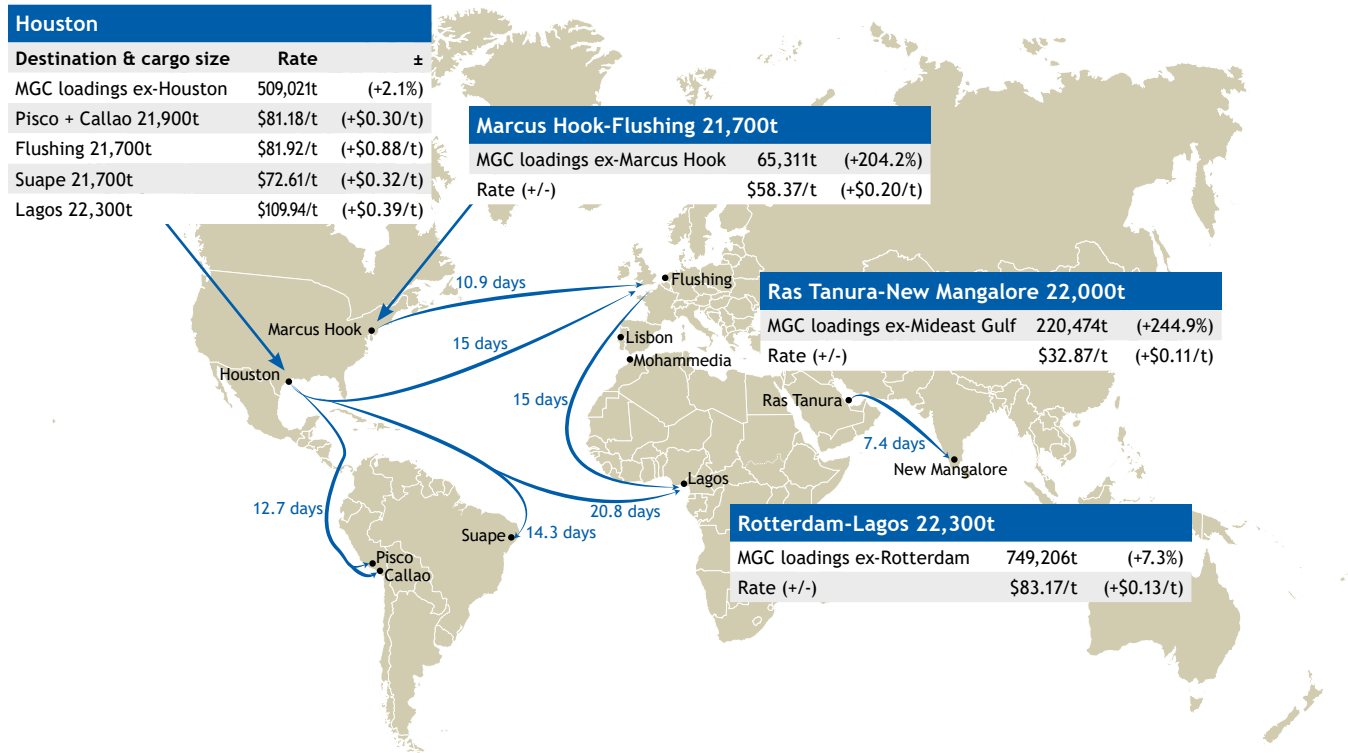 Houston
Destination & cargo size Rate ±
MGC loadings ex-Houston 509,021t (+2.1%)
Pisco + Callao 21,900t $81.18/t (+$0.30/t)
Flushing 21,700t $81.92/t (+$0.88/t)
Suape 21,700t $72.61/t (+$0.32/t)
Lagos 22,300t $109.94/t (+$0.39/t)
Marcus Hook-Flushing 21,700t
MGC loadings ex-Marcus Hook 65,311t (+204.2%)
Rate (+/-) $58.37/t (+$0.20/t)
Ras Tanura-New Mangalore 22,000t
MGC loadings ex-Mideast Gulf 220,474t (+244.9%)
Rate (+/-) $32.87/t (+$0.11/t)
Flushing
10.9 days
Marcus Hook
Lisbon
15 days
Mohammedia
Houston
15 days
Ras Tanura
7.4 days
New Mangalore
Lagos
12.7 days
20.8 days
Suape
14.3 days
Pisco
Callao
Rotterdam-Lagos 22,300t
MGC loadings ex-Rotterdam 749,206t (+7.3%)
Rate (+/-) $83.17/t (+$0.13/t)